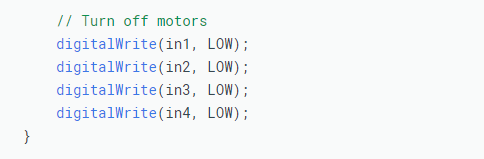 // Turn off motors
digitalWrite(in1, LOW);
digitalWrite(in2, LOW);
digitalWrite(in3, LOW);
digitalWrite(in4, LOW);
}